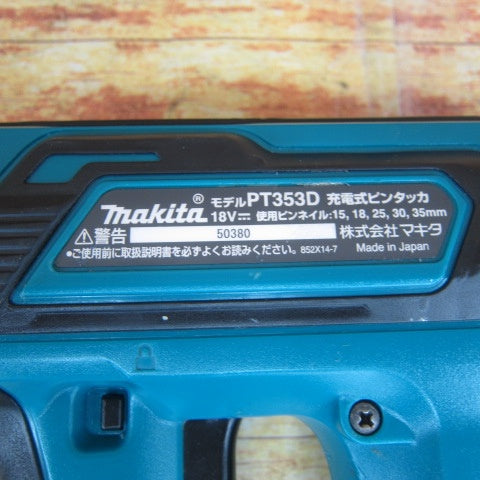 makita® モデルPT353D 充電式ピンタッカ
18V⎓ 使用ピンネイル:15, 18, 25, 30, 35mm
⚠警告 50380 株式会社マキタ
•ご使用前に取扱説明書を必ずよくお読みください。 852X14-7 Made in Japan